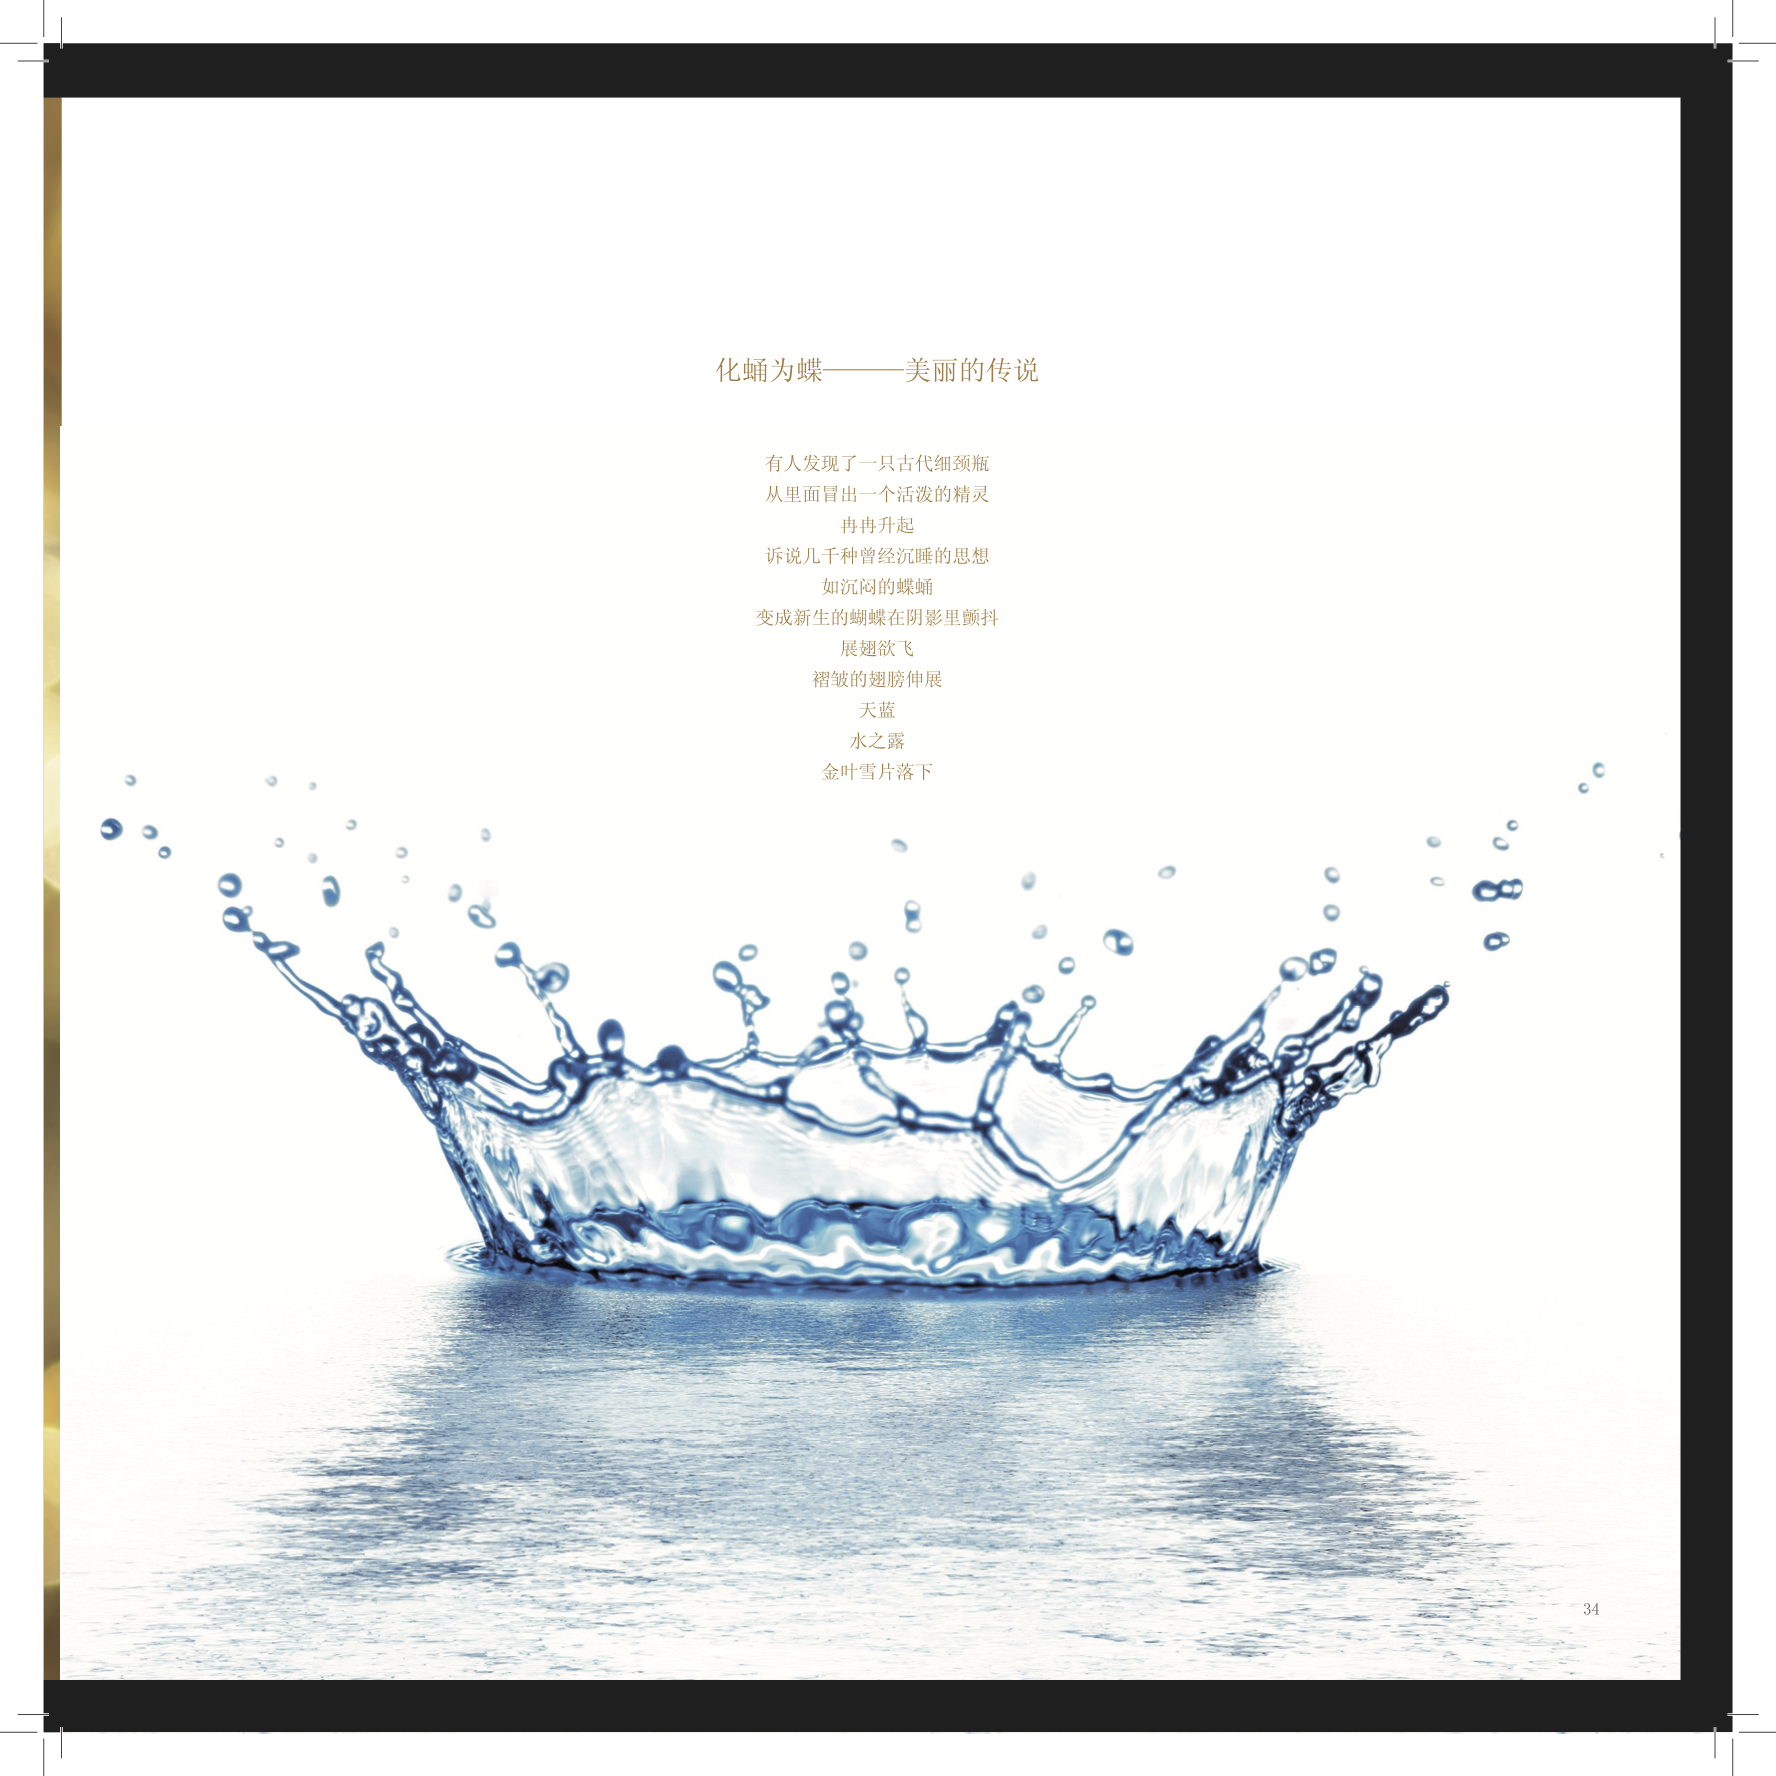 化蛹为蝶———美丽的传说
有人发现了一只古代细颈瓶
从里面冒出一个活泼的精灵
冉冉升起
诉说几千种曾经沉睡的思想
如沉闷的蝶蛹
变成新生的蝴蝶在阴影里颤抖
展翅欲飞
褶皱的翅膀伸展
天蓝
水之露
金叶雪片落下
34